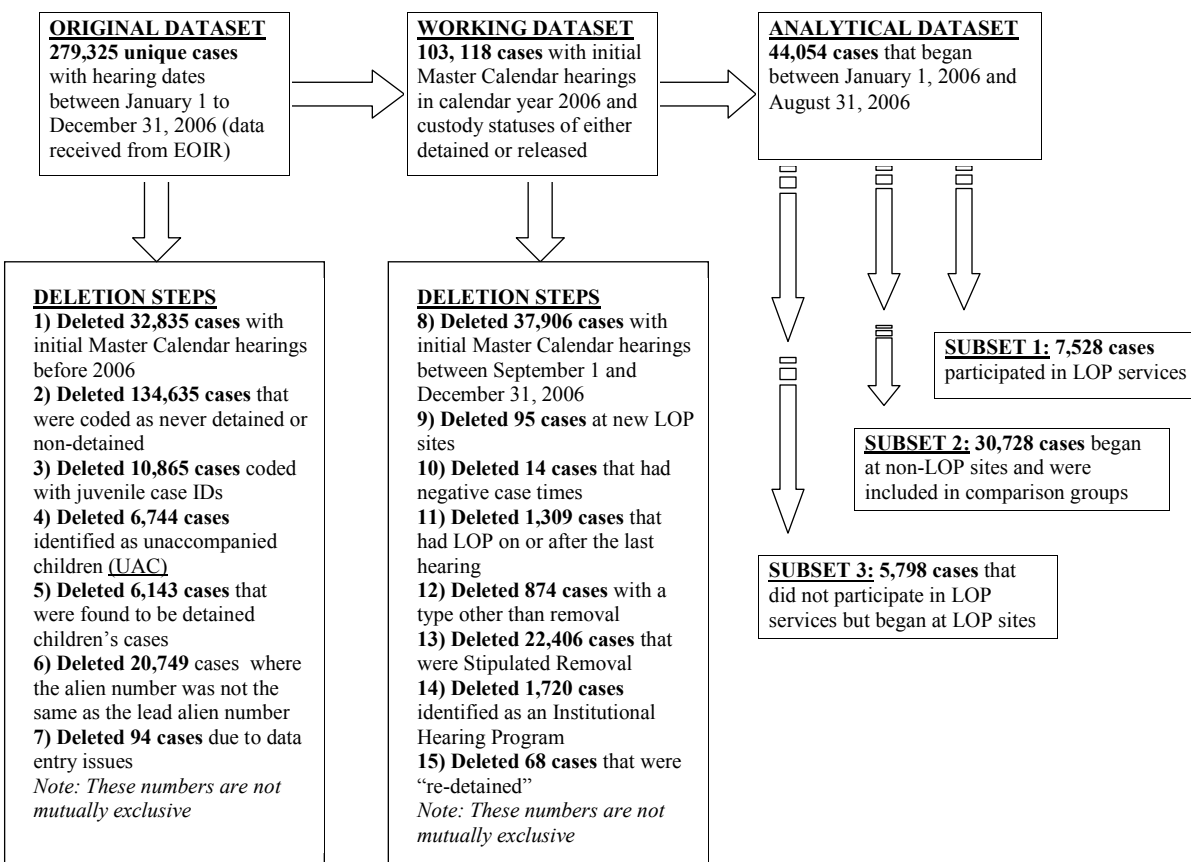 ORIGINAL DATASET
279,325 unique cases
with hearing dates
between January 1 to
December 31, 2006 (data
received from EOIR)
WORKING DATASET
103, 118 cases with initial
Master Calendar hearings
in calendar year 2006 and
custody statuses of either
detained or released
ANALYTICAL DATASET
44,054 cases that began
between January 1, 2006 and
August 31, 2006
DELETION STEPS
1) Deleted 32,835 cases with
initial Master Calendar hearings
before 2006
2) Deleted 134,635 cases that
were coded as never detained or
non-detained
3) Deleted 10,865 cases coded
with juvenile case IDs
4) Deleted 6,744 cases
identified as unaccompanied
children (UAC)
5) Deleted 6,143 cases that
were found to be detained
children’s cases
6) Deleted 20,749 cases where
the alien number was not the
same as the lead alien number
7) Deleted 94 cases due to data
entry issues
Note: These numbers are not
mutually exclusive
DELETION STEPS
8) Deleted 37,906 cases with
initial Master Calendar hearings
between September 1 and
December 31, 2006
9) Deleted 95 cases at new LOP
sites
10) Deleted 14 cases that had
negative case times
11) Deleted 1,309 cases that
had LOP on or after the last
hearing
12) Deleted 874 cases with a
type other than removal
13) Deleted 22,406 cases that
were Stipulated Removal
14) Deleted 1,720 cases
identified as an Institutional
Hearing Program
15) Deleted 68 cases that were
“re-detained”
Note: These numbers are not
mutually exclusive
SUBSET 1: 7,528 cases
participated in LOP services
SUBSET 2: 30,728 cases began
at non-LOP sites and were
included in comparison groups
SUBSET 3: 5,798 cases that
did not participate in LOP
services but began at LOP sites